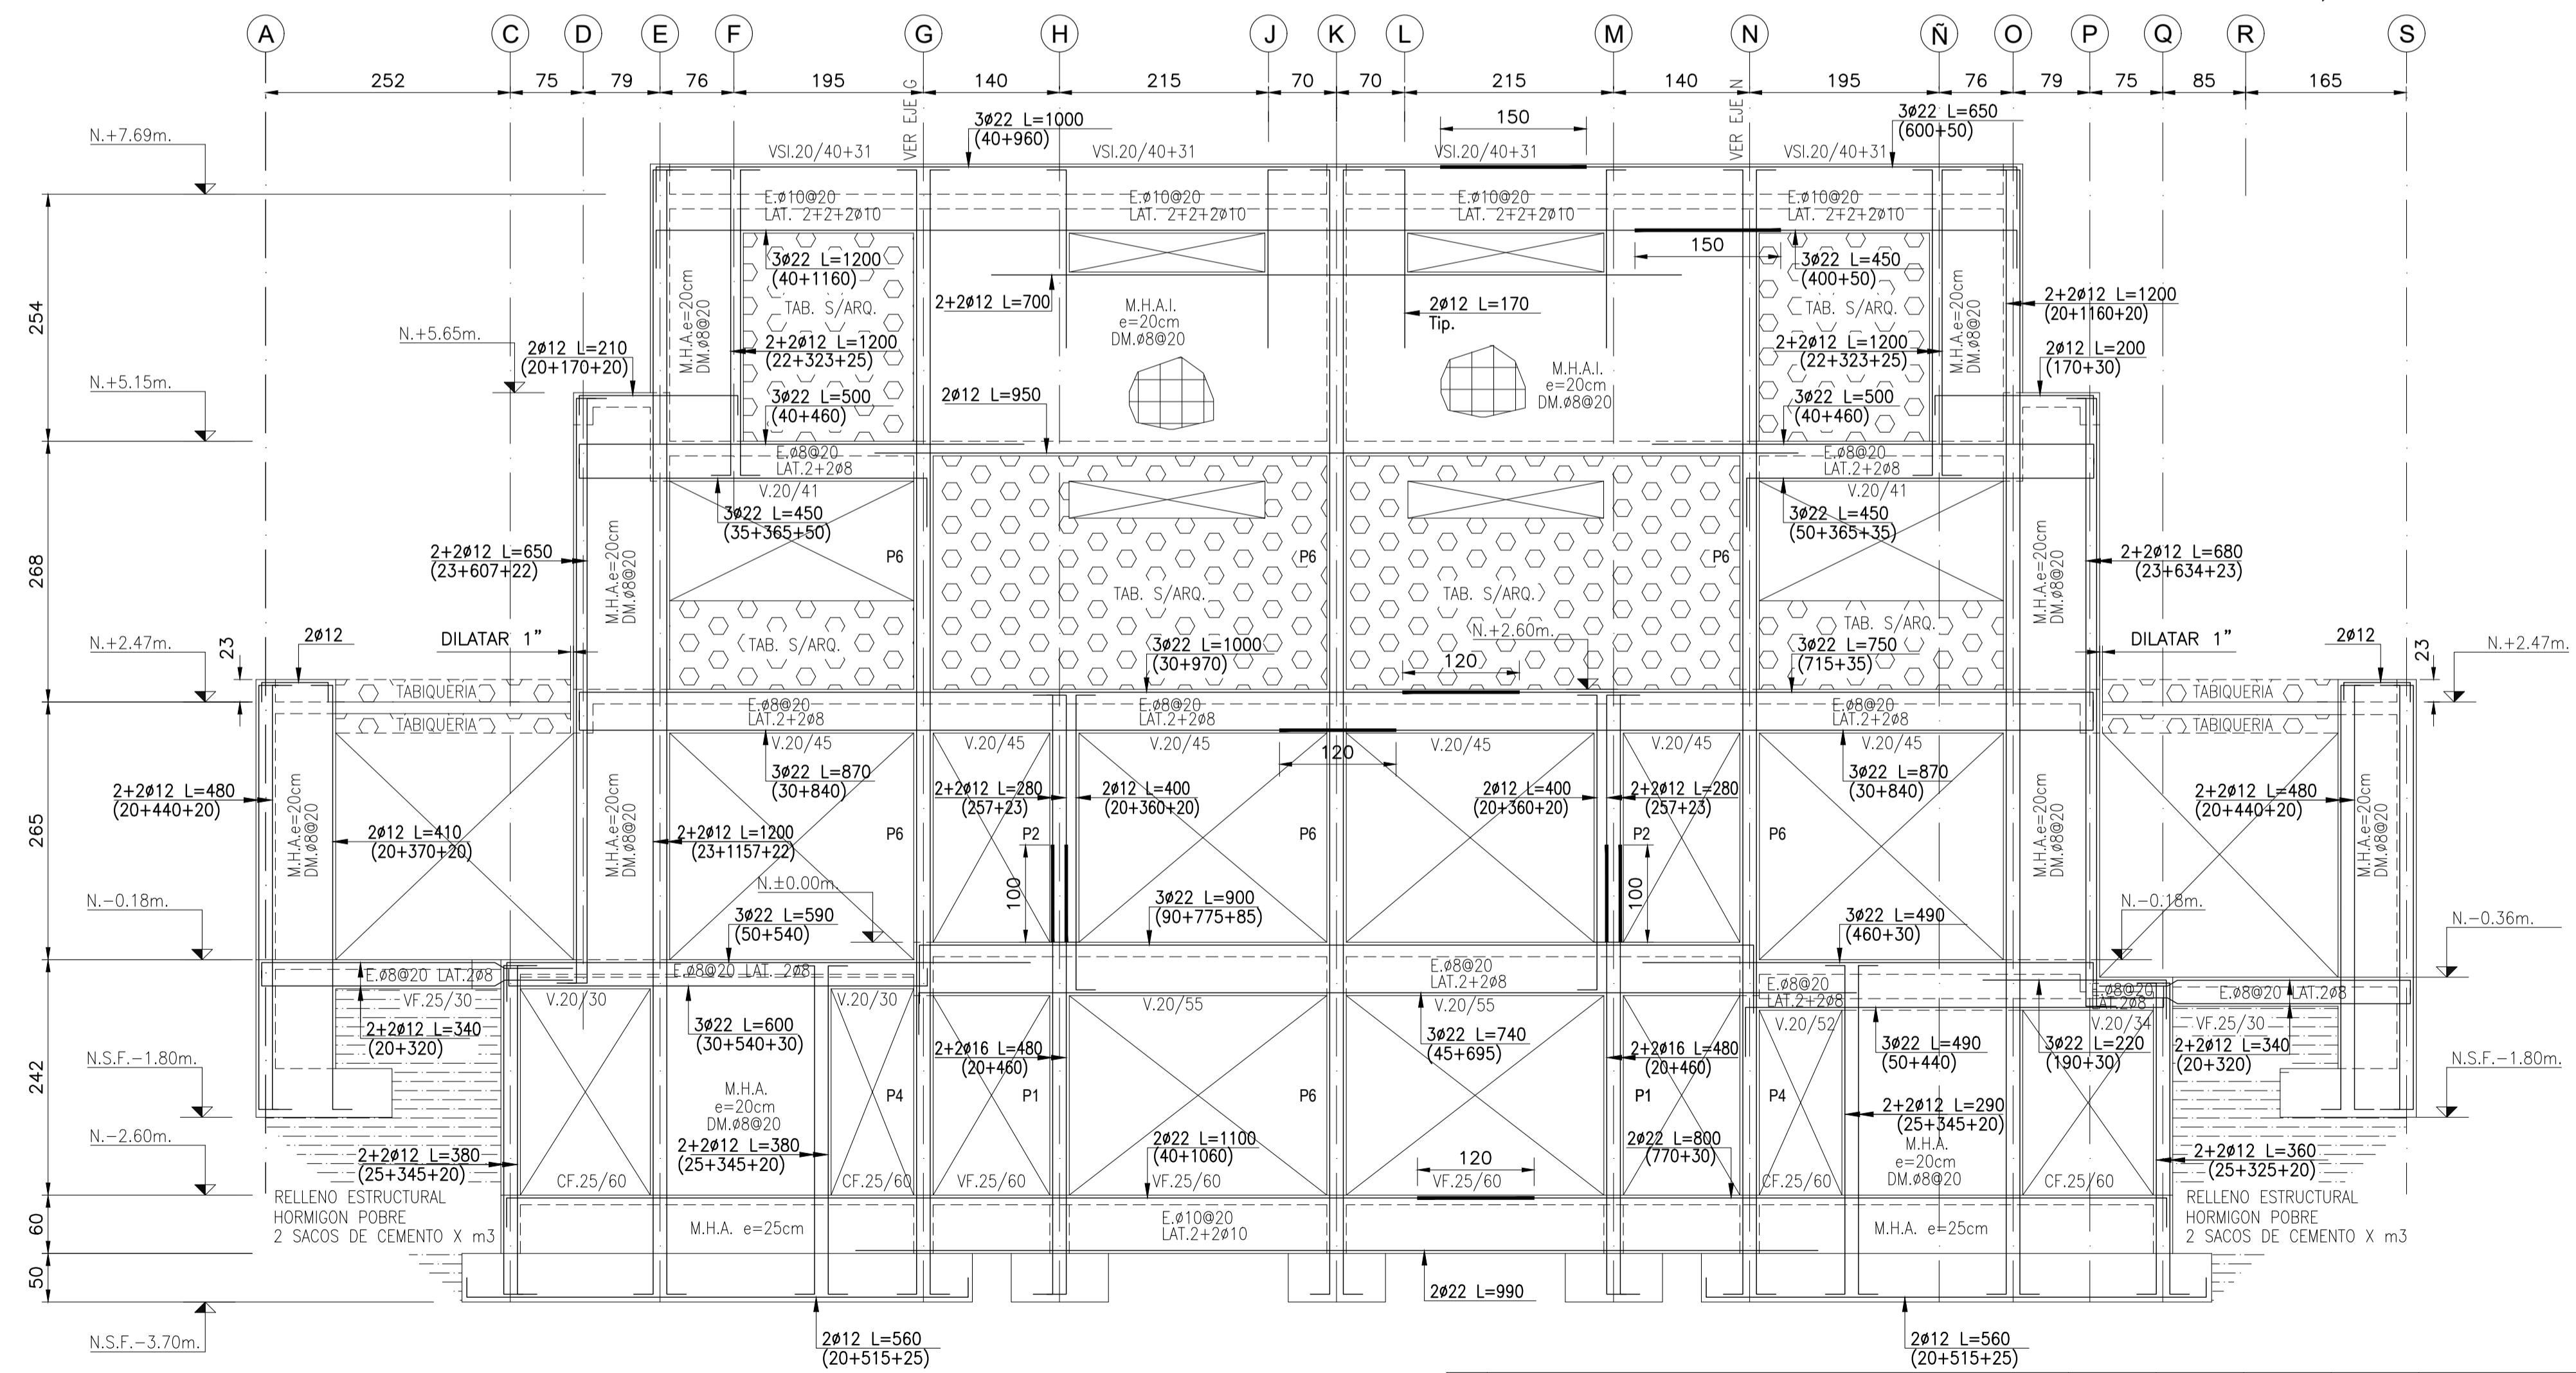 A C D E F G H J K L M N Ñ O P Q R S
252 75 79 76 195 140 215 70 70 215 140 195 76 79 75 85 165
VER EJE G
VER EJE N
3ø22 L=1000
(40+960)
150
3ø22 L=650
(600+50)
N.+7.69m.
VSI.20/40+31
VSI.20/40+31
VSI.20/40+31
VSI.20/40+31
E.ø10@20
LAT. 2+2+2ø10
E.ø10@20
LAT. 2+2+2ø10
E.ø10@20
LAT. 2+2+2ø10
E.ø10@20
LAT. 2+2+2ø10
150
3ø22 L=1200
(40+1160)
3ø22 L=450
(400+50)
254
M.H.A.e=20cm
DM.ø8@20
TAB. S/ARQ.
2+2ø12 L=700
M.H.A.I.
e=20cm
DM.ø8@20
2ø12 L=170
Tip.
TAB. S/ARQ.
M.H.A.e=20cm
DM.ø8@20
2+2ø12 L=1200
(20+1160+20)
N.+5.65m.
2ø12 L=210
(20+170+20)
2+2ø12 L=1200
(22+323+25)
2+2ø12 L=1200
(22+323+25)
2ø12 L=200
(170+30)
M.H.A.I.
e=20cm
DM.ø8@20
N.+5.15m.
3ø22 L=500
(40+460)
2ø12 L=950
3ø22 L=500
(40+460)
E.ø8@20
LAT.2+2ø8
E.ø8@20
LAT.2+2ø8
V.20/41
V.20/41
3ø22 L=450
(35+365+50)
3ø22 L=450
(50+365+35)
268
2+2ø12 L=650
(23+607+22)
M.H.A.e=20cm
DM.ø8@20
P6
P6
P6
M.H.A.e=20cm
DM.ø8@20
2+2ø12 L=680
(23+634+23)
TAB. S/ARQ.
TAB. S/ARQ.
TAB. S/ARQ.
TAB. S/ARQ.
N.+2.60m.
N.+2.47m.
23
2ø12
DILATAR 1”
3ø22 L=1000
(30+970)
120
3ø22 L=750
(715+35)
DILATAR 1”
2ø12
23
N.+2.47m.
TABIQUERIA
TABIQUERIA
TABIQUERIA
TABIQUERIA
E.ø8@20
LAT.2+2ø8
E.ø8@20
LAT.2+2ø8
E.ø8@20
LAT.2+2ø8
V.20/45
V.20/45
V.20/45
V.20/45
V.20/45
V.20/45
120
3ø22 L=870
(30+840)
3ø22 L=870
(30+840)
265
2+2ø12 L=480
(20+440+20)
M.H.A.e=20cm
DM.ø8@20
M.H.A.e=20cm
DM.ø8@20
2+2ø12 L=280
(257+23)
2ø12 L=400
(20+360+20)
2ø12 L=400
(20+360+20)
2+2ø12 L=280
(257+23)
M.H.A.e=20cm
DM.ø8@20
2+2ø12 L=480
(20+440+20)
M.H.A.e=20cm
DM.ø8@20
2ø12 L=410
(20+370+20)
2+2ø12 L=1200
(23+1157+22)
P6
P2
P6
P2
P6
100
100
N.±0.00m.
N.−0.18m.
3ø22 L=590
(50+540)
3ø22 L=900
(90+775+85)
3ø22 L=490
(460+30)
N.−0.18m.
N.−0.36m.
E.ø8@20 LAT.2ø8
E.ø8@20 LAT. 2ø8
E.ø8@20
LAT.2+2ø8
E.ø8@20
LAT.2+2ø8
E.ø8@20
LAT.2ø8
E.ø8@20 LAT.2ø8
VF.25/30
V.20/30
V.20/30
V.20/55
V.20/55
V.20/52
V.20/34
VF.25/30
2+2ø12 L=340
(20+320)
3ø22 L=600
(30+540+30)
2+2ø16 L=480
(20+460)
3ø22 L=740
(45+695)
2+2ø16 L=480
(20+460)
3ø22 L=490
(50+440)
3ø22 L=220
(190+30)
2+2ø12 L=340
(20+320)
N.S.F.−1.80m.
N.S.F.−1.80m.
242
M.H.A.
e=20cm
DM.ø8@20
P4
P1
P6
P1
P4
2+2ø12 L=290
(25+345+20)
M.H.A.
e=20cm
DM.ø8@20
N.−2.60m.
2+2ø12 L=380
(25+345+20)
2+2ø12 L=380
(25+345+20)
2ø22 L=1100
(40+1060)
120
2ø22 L=800
(770+30)
2+2ø12 L=360
(25+325+20)
CF.25/60
CF.25/60
VF.25/60
VF.25/60
VF.25/60
CF.25/60
CF.25/60
RELLENO ESTRUCTURAL
HORMIGON POBRE
2 SACOS DE CEMENTO X m3
RELLENO ESTRUCTURAL
HORMIGON POBRE
2 SACOS DE CEMENTO X m3
60
M.H.A. e=25cm
E.ø10@20
LAT.2+2ø10
M.H.A. e=25cm
50
2ø22 L=990
N.S.F.−3.70m.
2ø12 L=560
(20+515+25)
2ø12 L=560
(20+515+25)